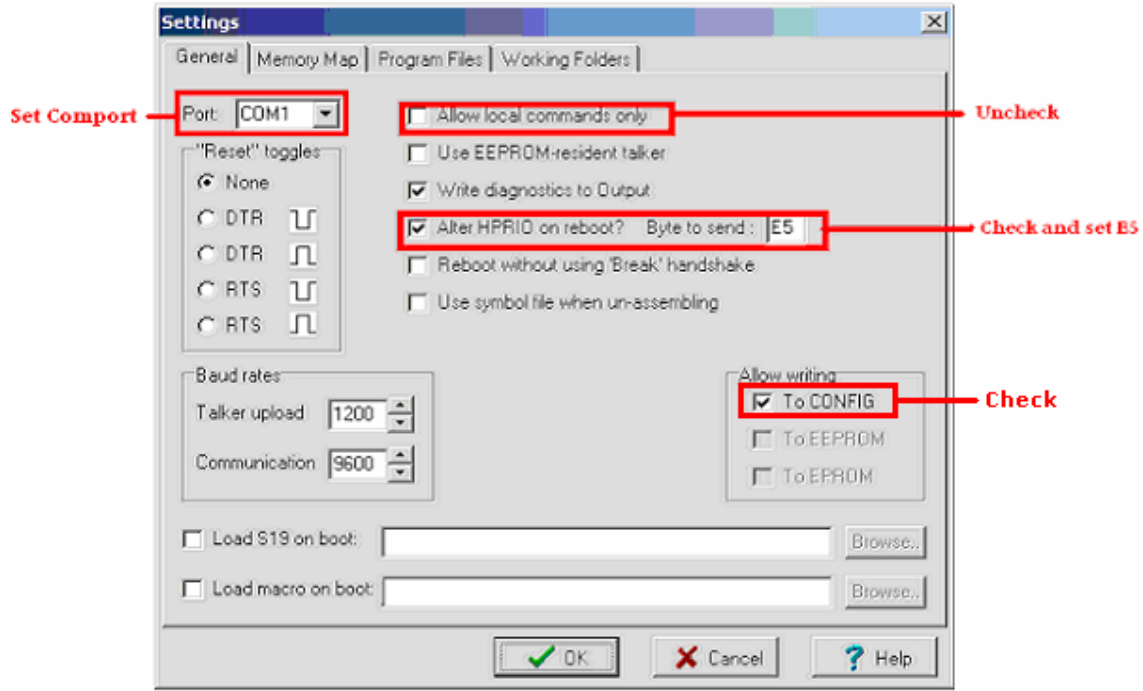 Settings
General Memory Map Program Files Working Folders
Set Comport
Port: COM1
Allow local commands only
Uncheck
"Reset" toggles
Use EEPROM-resident talker
None
Write diagnostics to Output
DTR
Alter HPRIO on reboot? Byte to send : E5
Check and set E5
DTR
Reboot without using 'Break' handshake
RTS
Use symbol file when un-assembling
RTS
Baud rates
Allow writing
Talker upload 1200
To CONFIG
Check
To EEPROM
Communication 9600
To EPROM
Load S19 on boot: Browse..
Load macro on boot: Browse..
OK Cancel ? Help